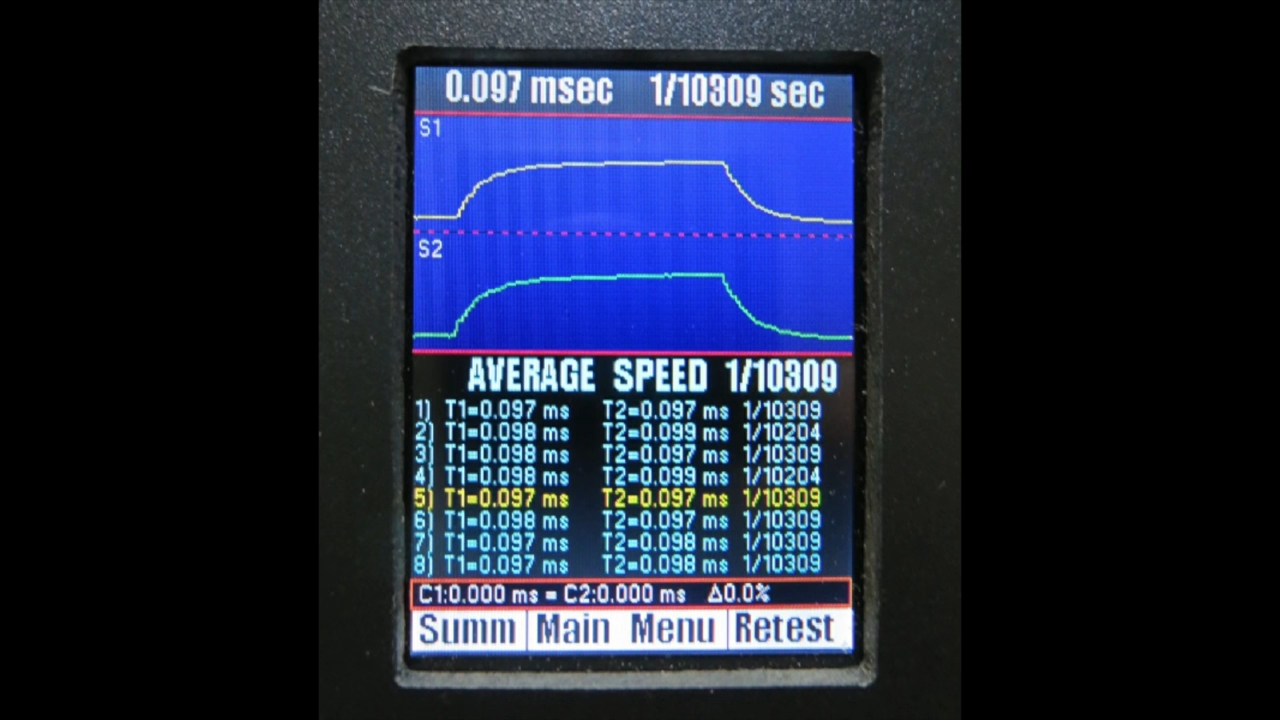 0.097 msec 1/10309 sec
S1
S2
AVERAGE SPEED 1/10309
1) T1=0.097 ms T2=0.097 ms 1/10309
2) T1=0.098 ms T2=0.099 ms 1/10204
3) T1=0.098 ms T2=0.097 ms 1/10309
4) T1=0.098 ms T2=0.099 ms 1/10204
5) T1=0.097 ms T2=0.097 ms 1/10309
6) T1=0.098 ms T2=0.097 ms 1/10309
7) T1=0.097 ms T2=0.098 ms 1/10309
8) T1=0.097 ms T2=0.098 ms 1/10309
C1:0.000 ms = C2:0.000 ms Δ0.0%
Summ Main Menu Retest